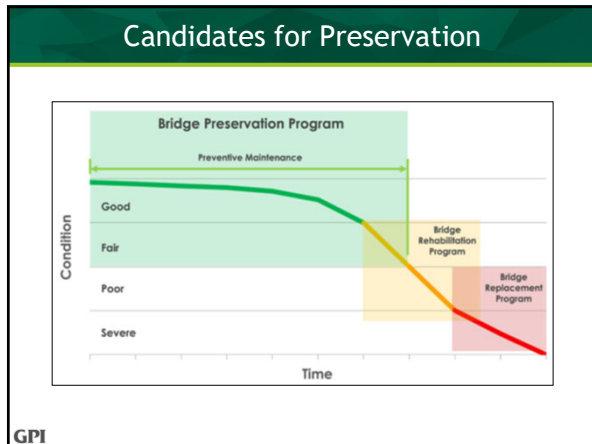 Candidates for Preservation
Bridge Preservation Program
Preventive Maintenance
Good
Fair
Poor
Severe
Condition
Bridge
Rehabilitation
Program
Bridge
Replacement
Program
Time
GPI